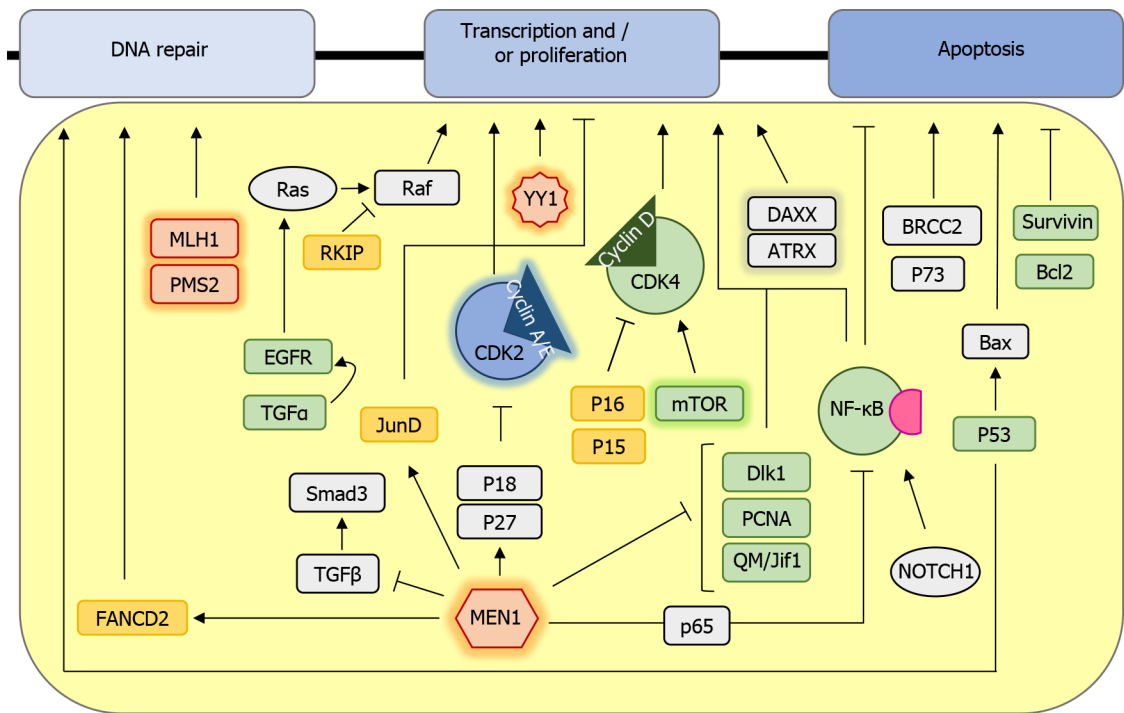 DNA repair
Transcription and /
or proliferation
Apoptosis
Ras
Raf
RKIP
MLH1
PMS2
YY1
Cyclin D
CDK4
DAXX
ATRX
BRCC2
P73
Survivin
Bcl2
EGFR
TGFα
Cyclin A/E
CDK2
JunD
P16
P15
mTOR
NF-κB
Bax
P53
Smad3
TGFβ
P18
P27
Dlk1
PCNA
QM/Jif1
NOTCH1
FANCD2
MEN1
p65